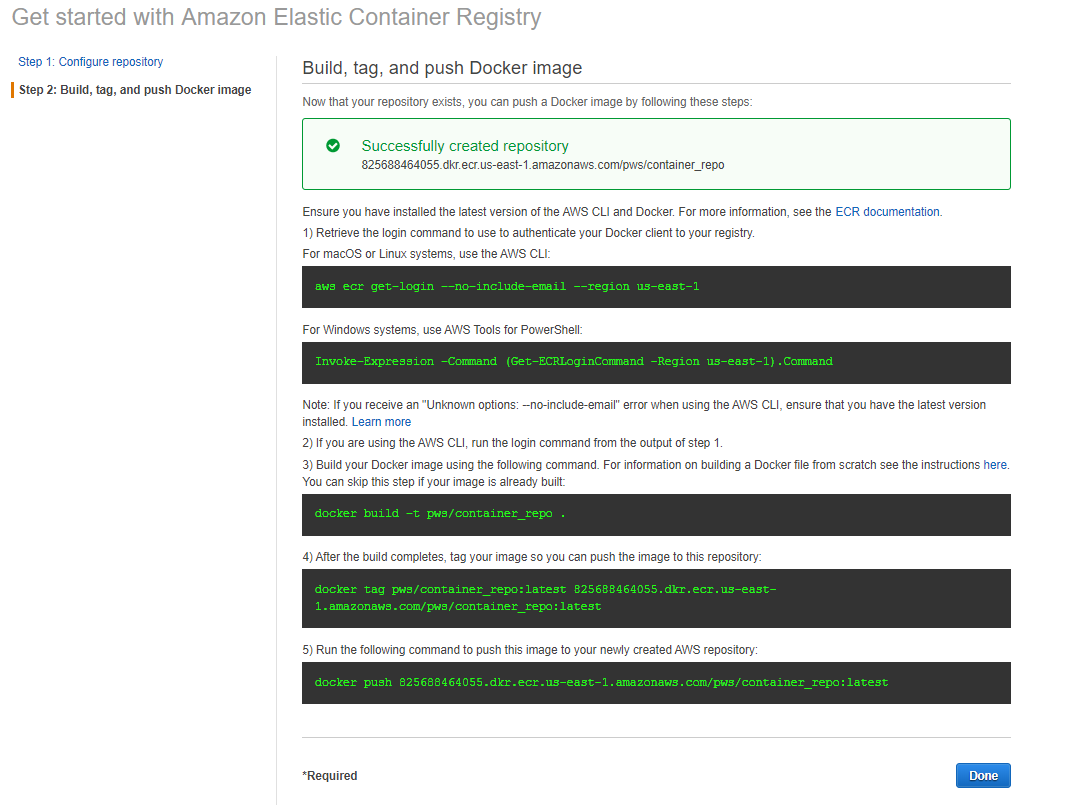 Get started with Amazon Elastic Container Registry
Step 1: Configure repository
Step 2: Build, tag, and push Docker image
Build, tag, and push Docker image
Now that your repository exists, you can push a Docker image by following these steps:
Successfully created repository
825688464055.dkr.ecr.us-east-1.amazonaws.com/pws/container_repo
Ensure you have installed the latest version of the AWS CLI and Docker. For more information, see the ECR documentation.
1) Retrieve the login command to use to authenticate your Docker client to your registry.
For macOS or Linux systems, use the AWS CLI:
aws ecr get-login --no-include-email --region us-east-1
For Windows systems, use AWS Tools for PowerShell:
Invoke-Expression -Command (Get-ECRLoginCommand -Region us-east-1).Command
Note: If you receive an "Unknown options: --no-include-email" error when using the AWS CLI, ensure that you have the latest version
installed. Learn more
2) If you are using the AWS CLI, run the login command from the output of step 1.
3) Build your Docker image using the following command. For information on building a Docker file from scratch see the instructions here.
You can skip this step if your image is already built:
docker build -t pws/container_repo .
4) After the build completes, tag your image so you can push the image to this repository:
docker tag pws/container_repo:latest 825688464055.dkr.ecr.us-east-
1.amazonaws.com/pws/container_repo:latest
5) Run the following command to push this image to your newly created AWS repository:
docker push 825688464055.dkr.ecr.us-east-1.amazonaws.com/pws/container_repo:latest
*Required
Done